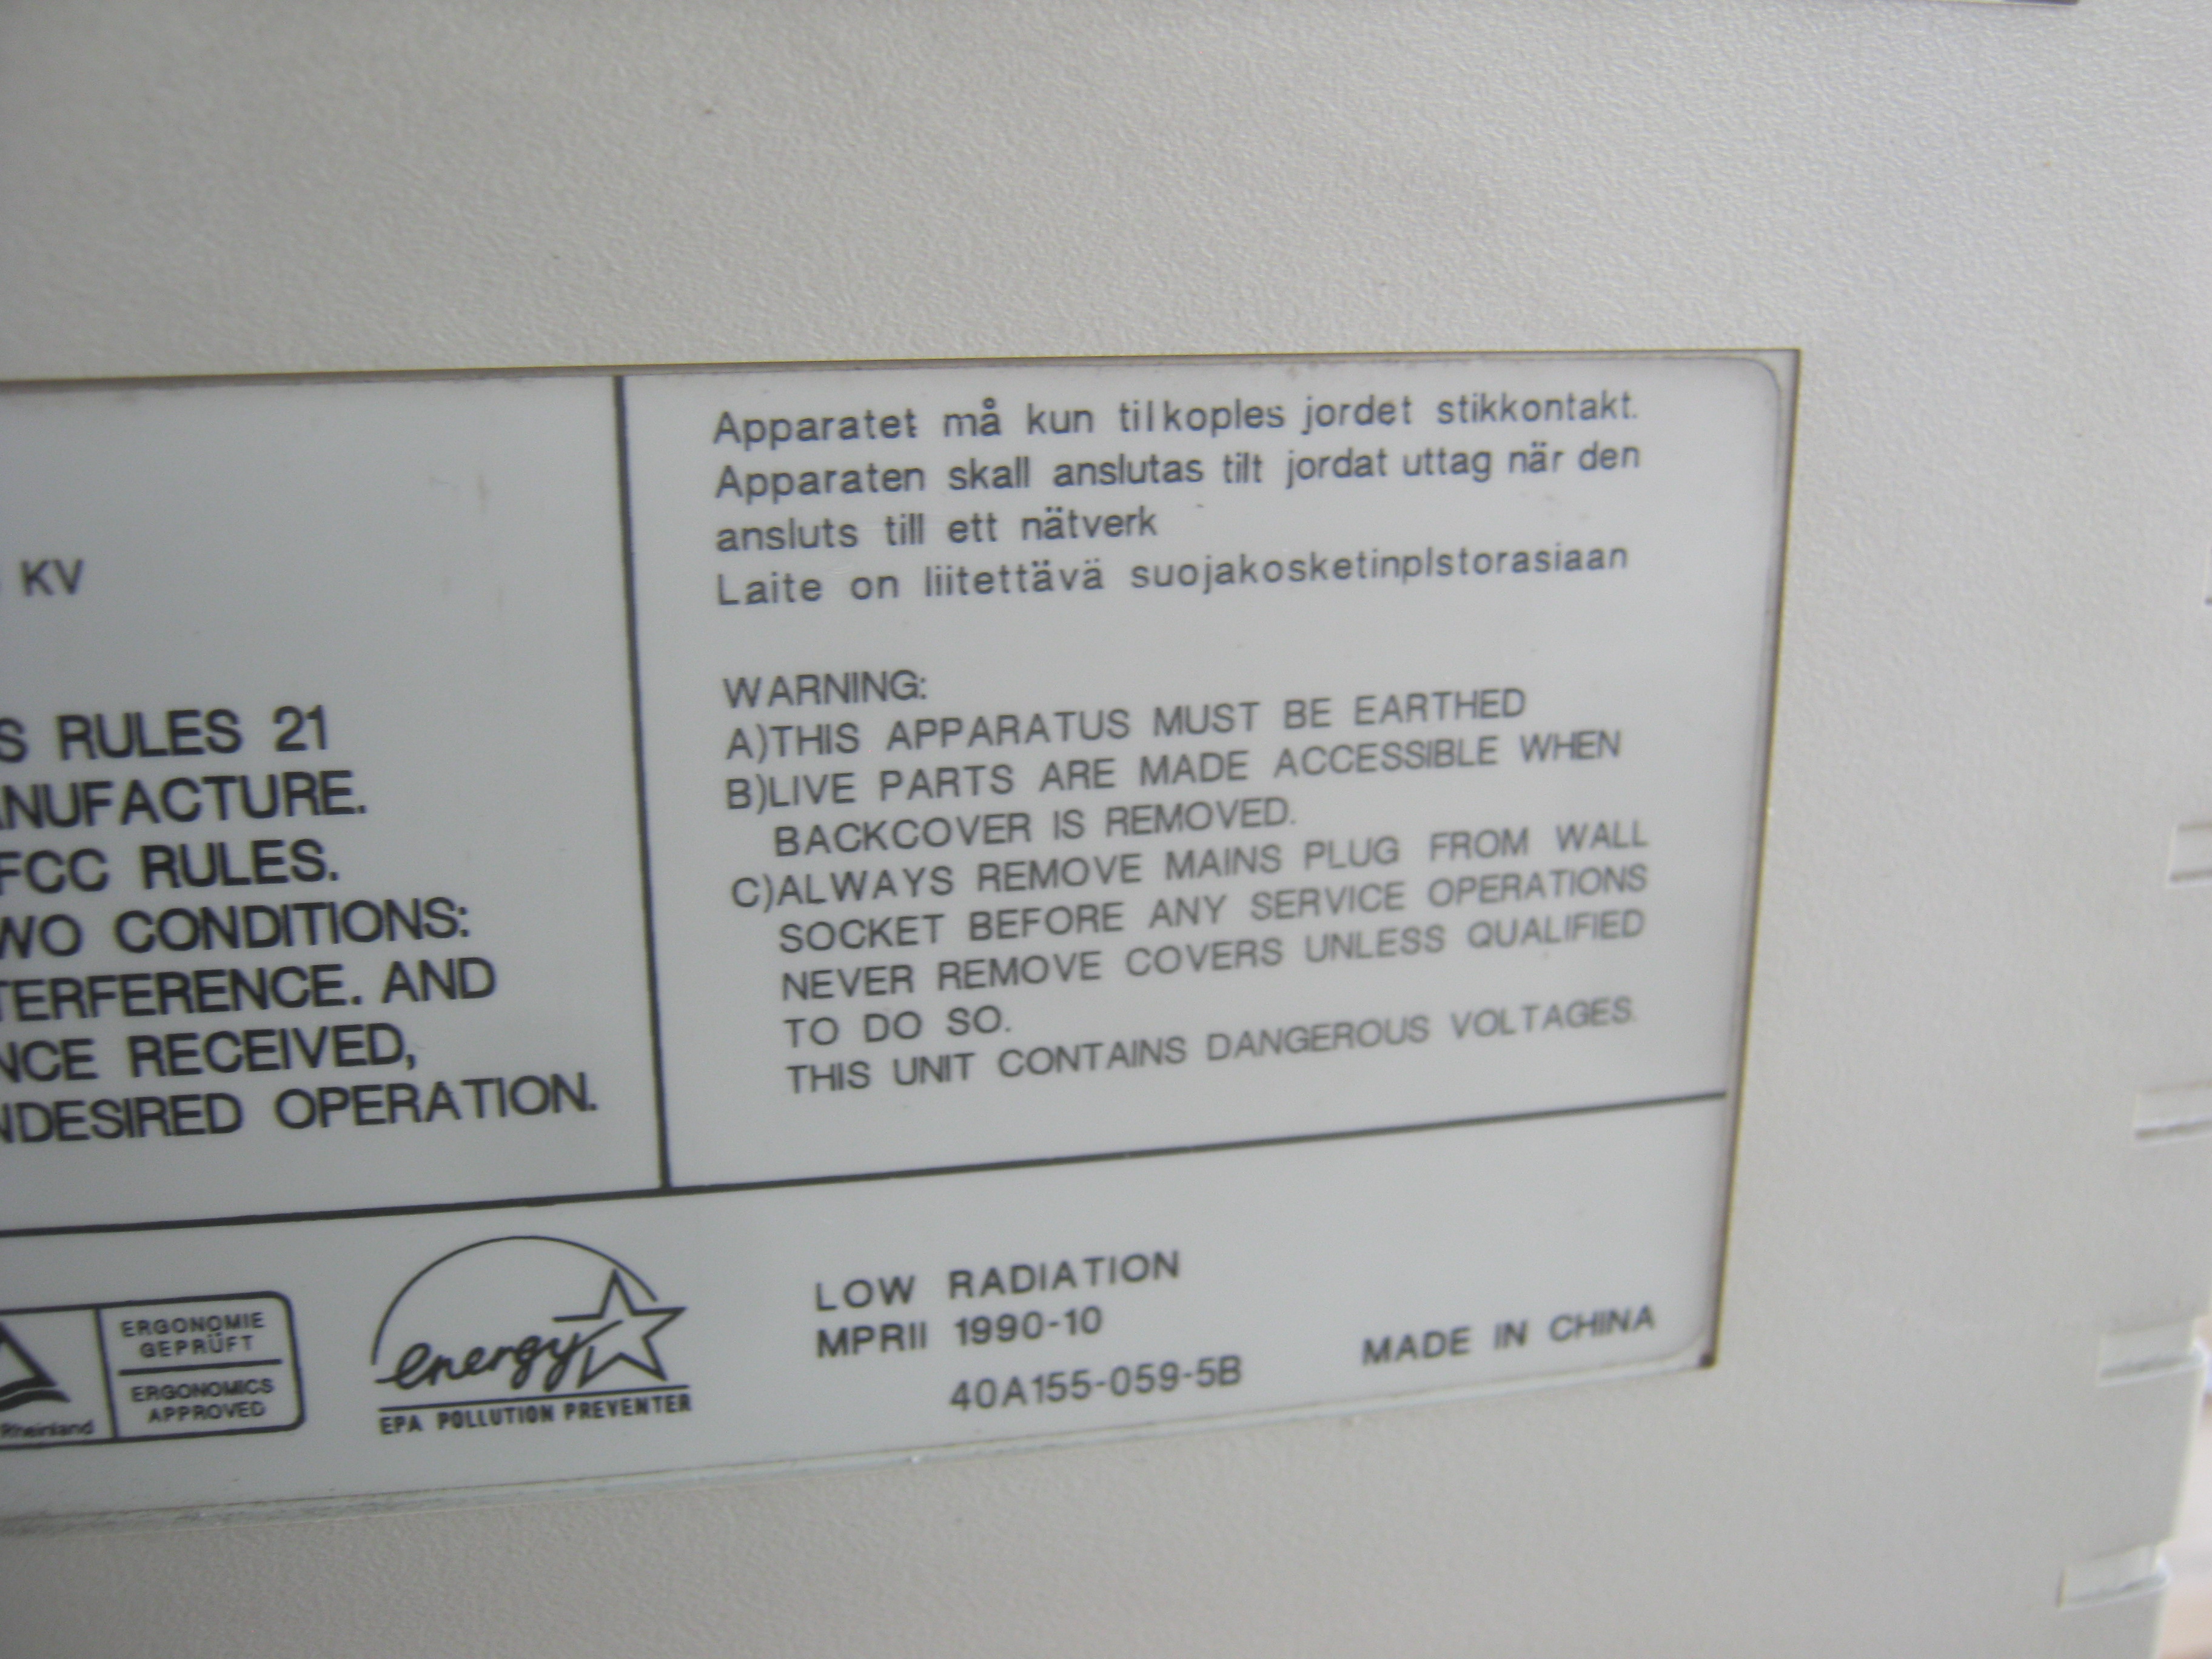 KV
S RULES 21
ANUFACTURE.
FCC RULES.
WO CONDITIONS:
TERFERENCE. AND
NCE RECEIVED,
NDESIRED OPERATION.
Apparatet må kun tilkoples jordet stikkontakt.
Apparaten skall anslutas tilt jordat uttag när den
ansluts till ett nätverk
Laite on liitettävä suojakosketinplstorasiaan
WARNING:
A)THIS APPARATUS MUST BE EARTHED
B)LIVE PARTS ARE MADE ACCESSIBLE WHEN
BACKCOVER IS REMOVED.
C)ALWAYS REMOVE MAINS PLUG FROM WALL
SOCKET BEFORE ANY SERVICE OPERATIONS
NEVER REMOVE COVERS UNLESS QUALIFIED
TO DO SO.
THIS UNIT CONTAINS DANGEROUS VOLTAGES.
Rheinland
ERGONOMIE
GEPRÜFT
ERGONOMICS
APPROVED
energy
EPA POLLUTION PREVENTER
LOW RADIATION
MPRII 1990-10
40A155-059-5B
MADE IN CHINA